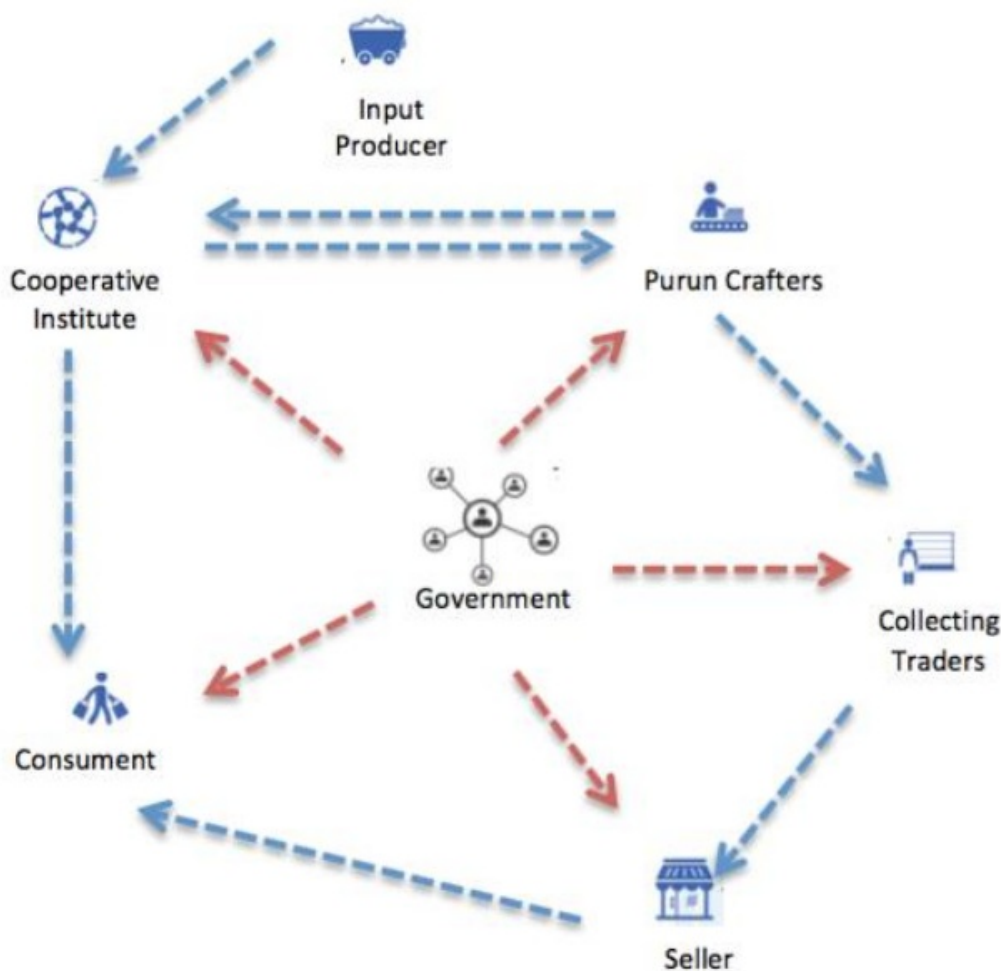 Input
Producer
Cooperative
Institute
Purun Crafters
Government
Collecting
Traders
Consument
Seller